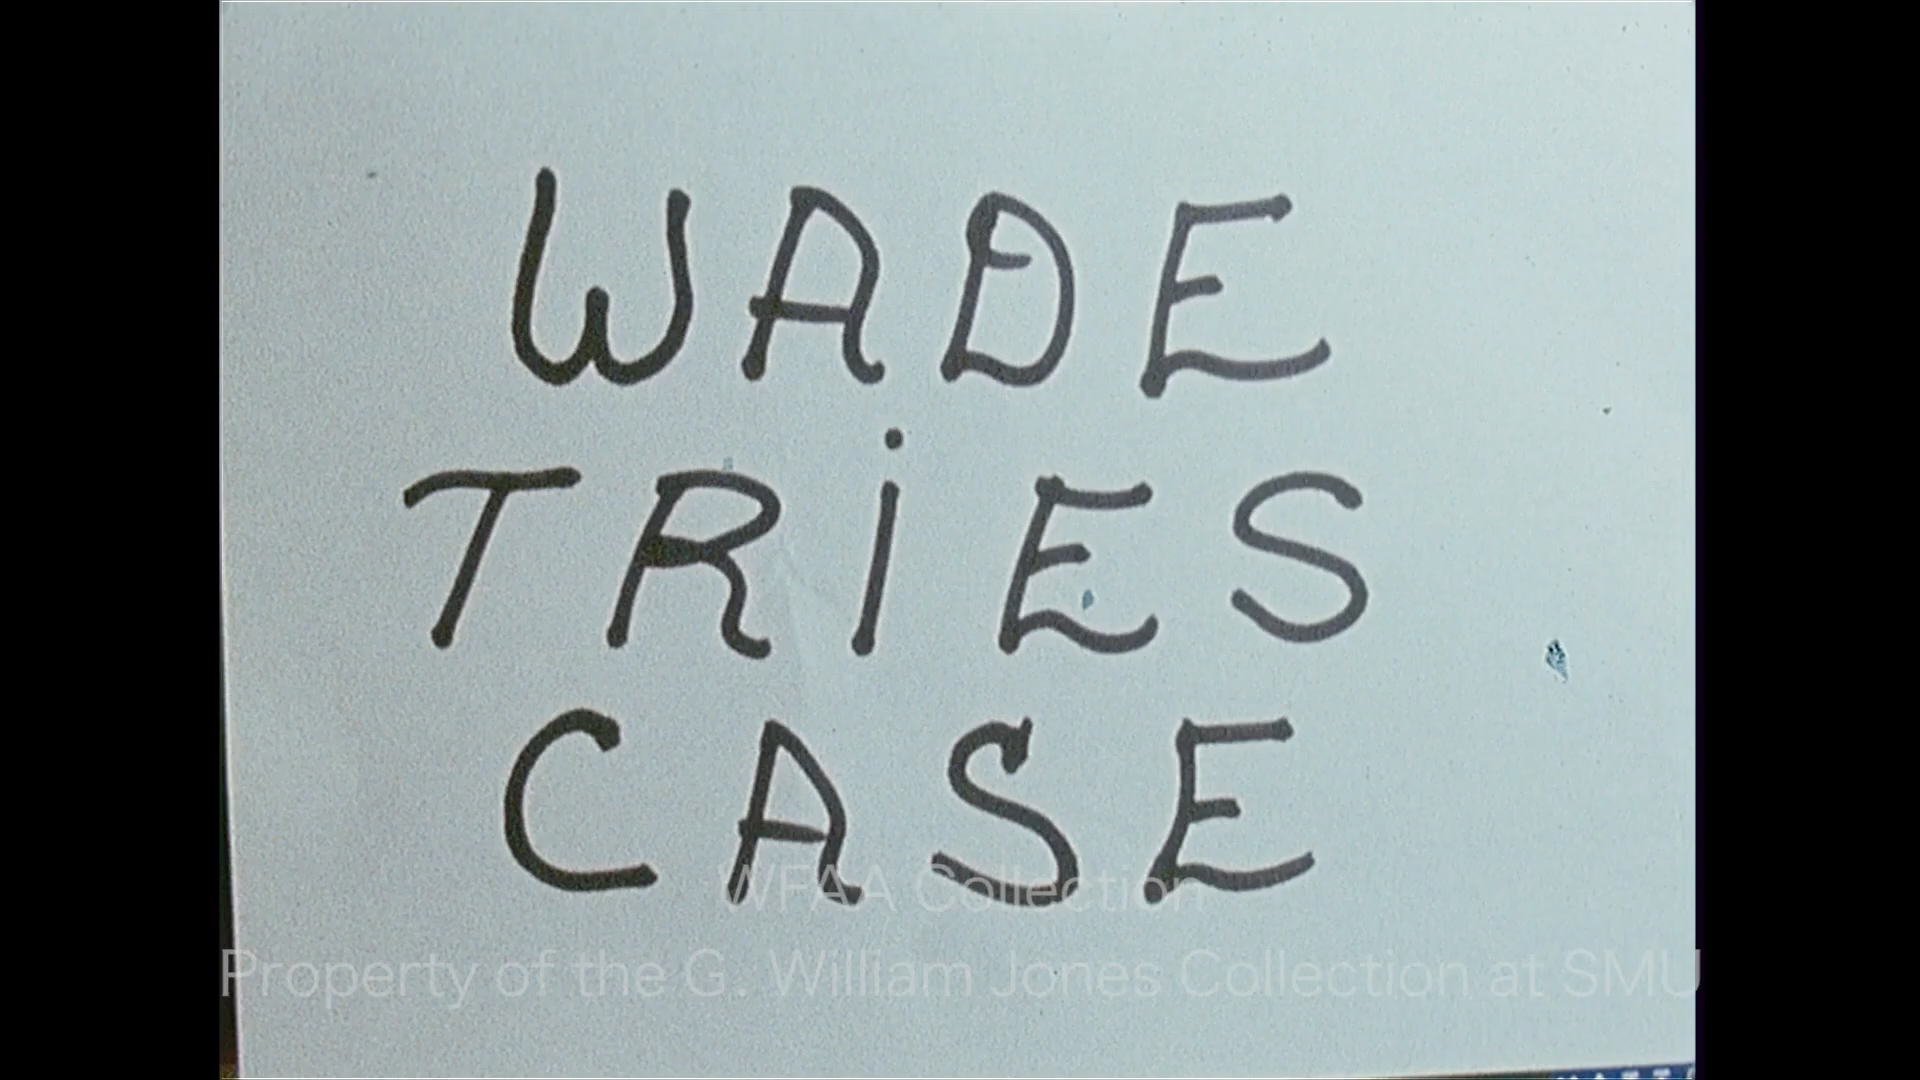 WADE
TRiES
CASE
WFAA Collection
Property of the G. William Jones Collection at SMU